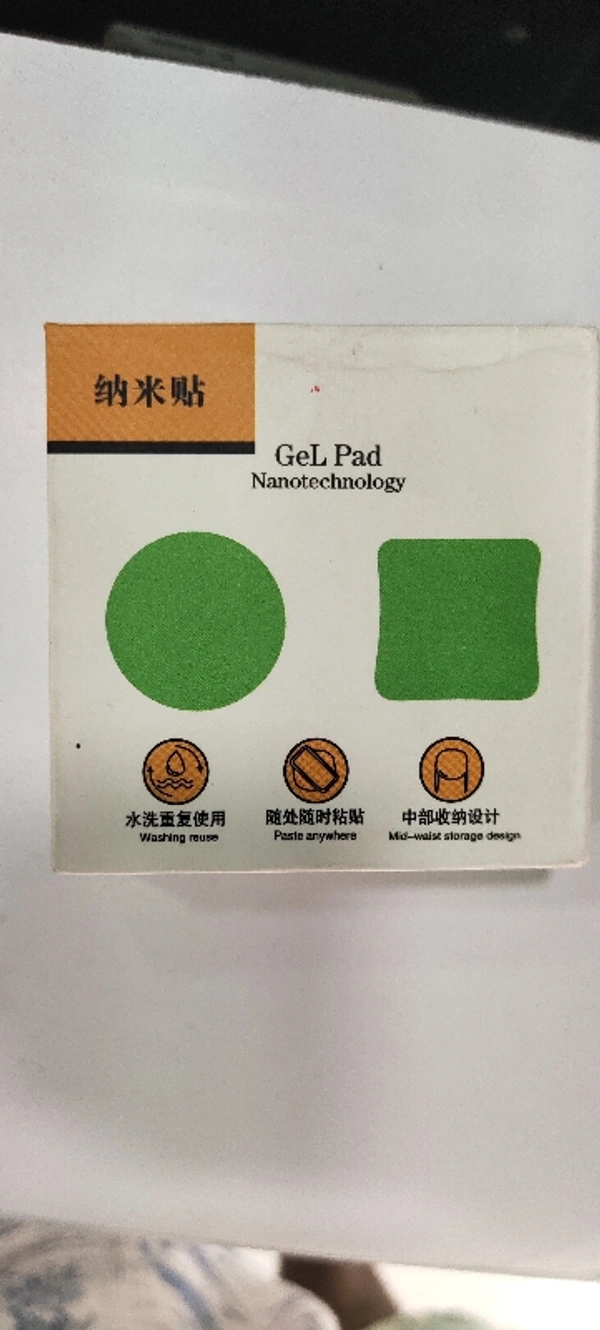 纳米贴
GeL Pad
Nanotechnology
水洗重复使用 随处随时粘贴 中部收纳设计
Washing reuse Paste anywhere Mid-waist storage design